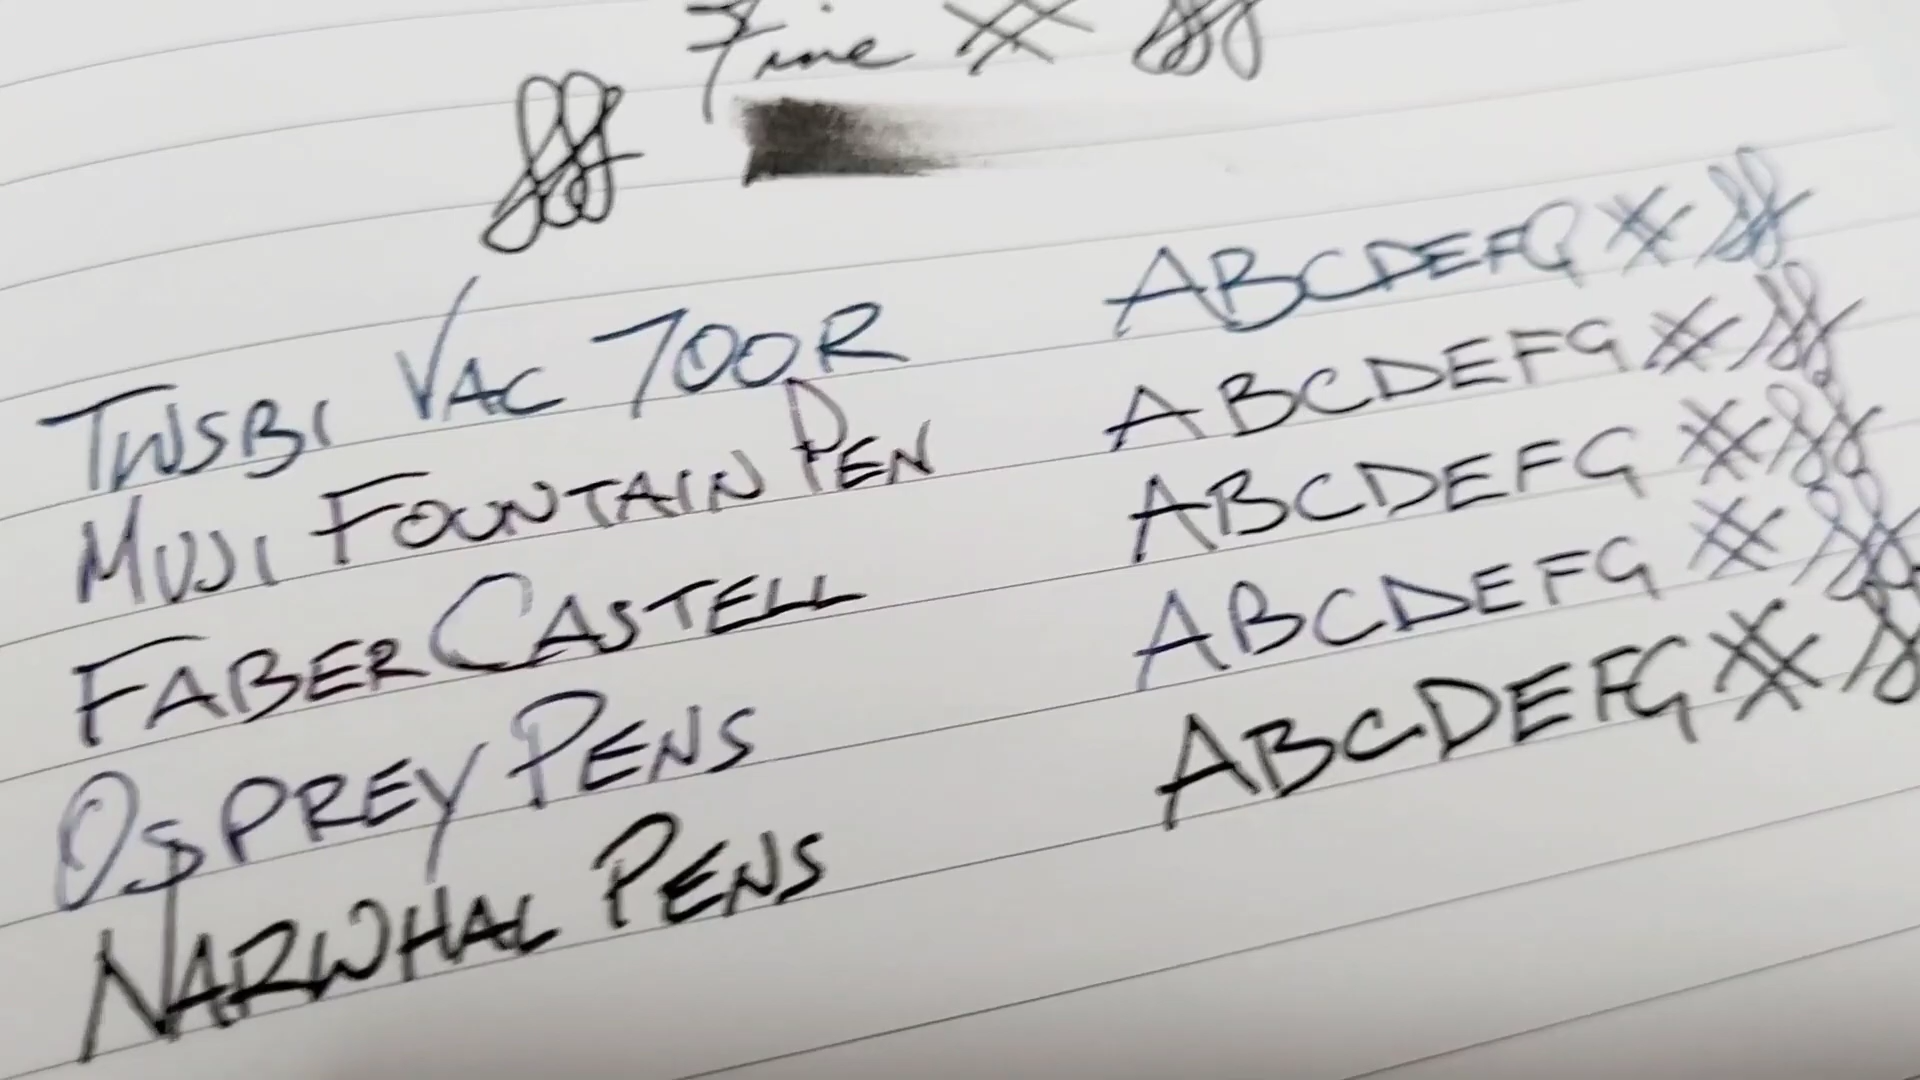 Fine
TWSBI VAC 700R ABCDEFG
MUJI FOUNTAIN PEN ABCDEFG
FABER CASTELL ABCDEFG
OSPREY PENS ABCDEFG
NARWHAL PENS ABCDEFG